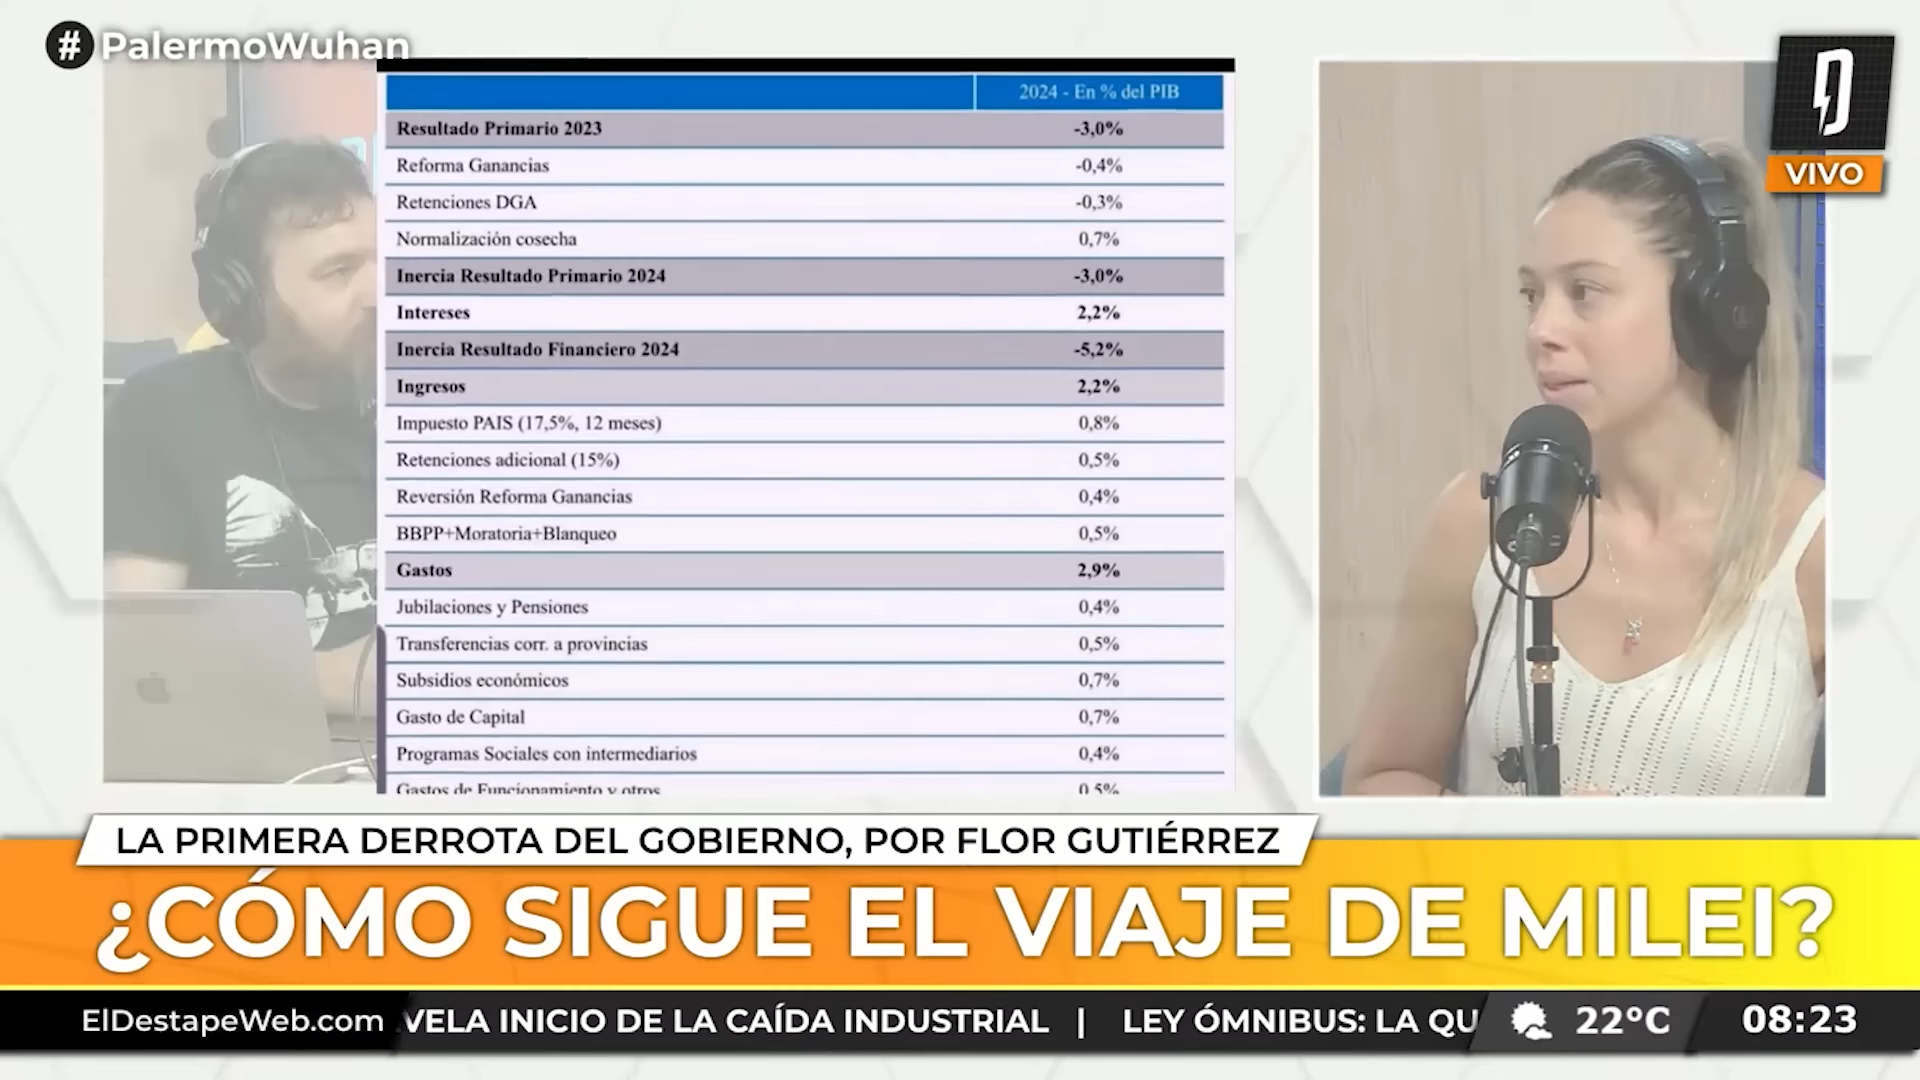 # PalermoWuhan
2024 - En % del PIB
Resultado Primario 2023 -3,0%
Reforma Ganancias -0,4%
Retenciones DGA -0,3%
Normalización cosecha 0,7%
Inercia Resultado Primario 2024 -3,0%
Intereses 2,2%
Inercia Resultado Financiero 2024 -5,2%
Ingresos 2,2%
Impuesto PAIS (17,5%, 12 meses) 0,8%
Retenciones adicional (15%) 0,5%
Reversión Reforma Ganancias 0,4%
BBPP+Moratoria+Blanqueo 0,5%
Gastos 2,9%
Jubilaciones y Pensiones 0,4%
Transferencias corr. a provincias 0,5%
Subsidios económicos 0,7%
Gasto de Capital 0,7%
Programas Sociales con intermediarios 0,4%
Gastos de Funcionamiento y otros 0,5%
VIVO
LA PRIMERA DERROTA DEL GOBIERNO, POR FLOR GUTIÉRREZ
¿CÓMO SIGUE EL VIAJE DE MILEI?
ElDestapeWeb.com VELA INICIO DE LA CAÍDA INDUSTRIAL | LEY ÓMNIBUS: LA QU 22°C 08:23